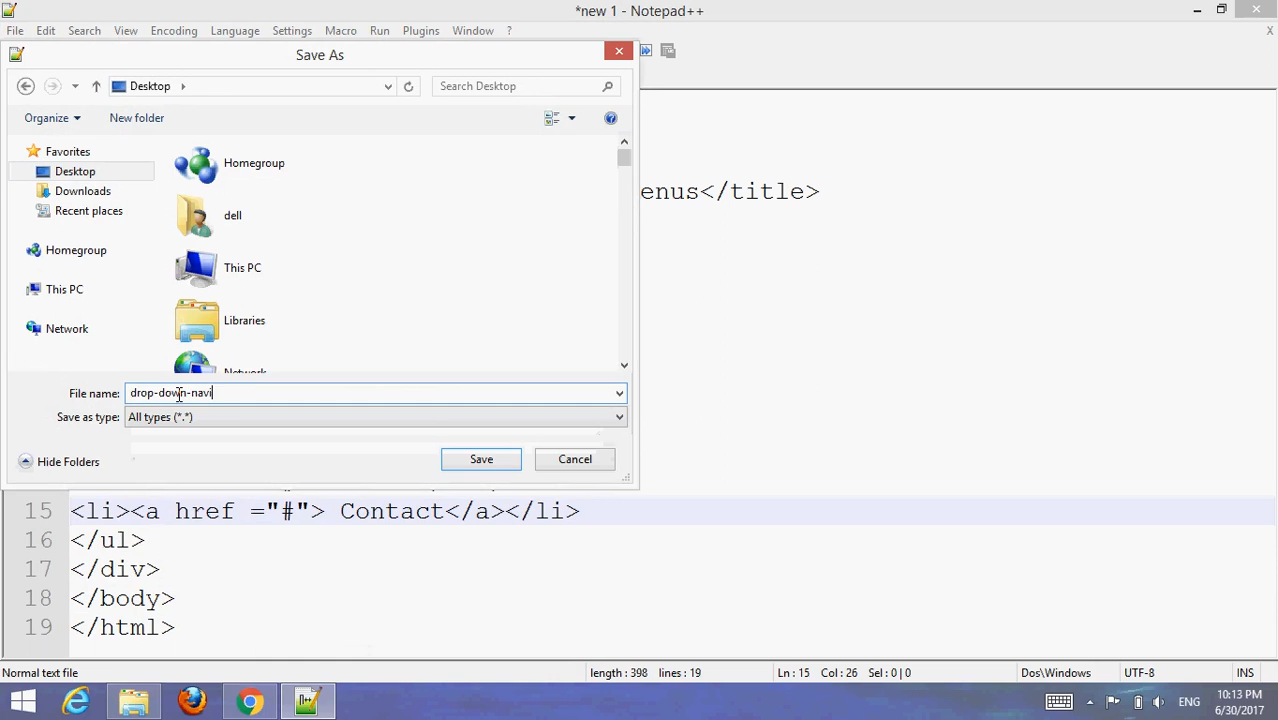 *new 1 - Notepad++
File Edit Search View Encoding Language Settings Macro Run Plugins Window ? X
Save As
Desktop
Search Desktop
Organize New folder
Favorites
Desktop
Downloads
Recent places
Homegroup
This PC
Network
Homegroup
dell
This PC
Libraries
Network
enus</title>
File name: drop-down-navi
Save as type: All types (*.*)
Hide Folders Save Cancel
15 <li><a href ="#"> Contact</a></li>
16 </ul>
17 </div>
18 </body>
19 </html>
Normal text file length : 398 lines : 19 Ln : 15 Col : 26 Sel : 0 | 0 Dos\Windows UTF-8 INS
ENG 10:13 PM
6/30/2017